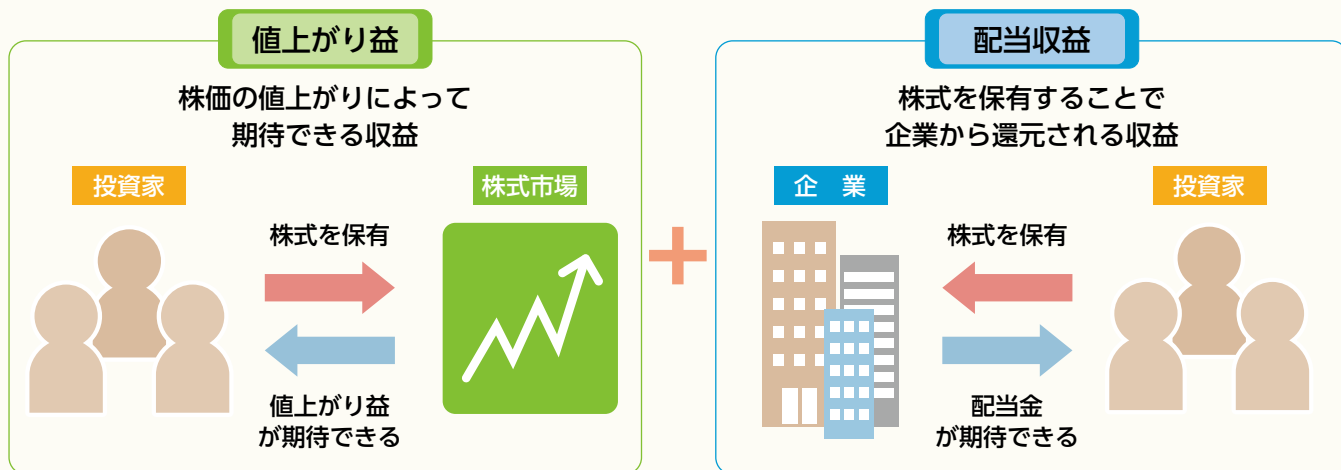 値上がり益
株価の値上がりによって
期待できる収益
投資家
株式市場
株式を保有
値上がり益
が期待できる
+
配当収益
株式を保有することで
企業から還元される収益
企　業
投資家
株式を保有
配当金
が期待できる